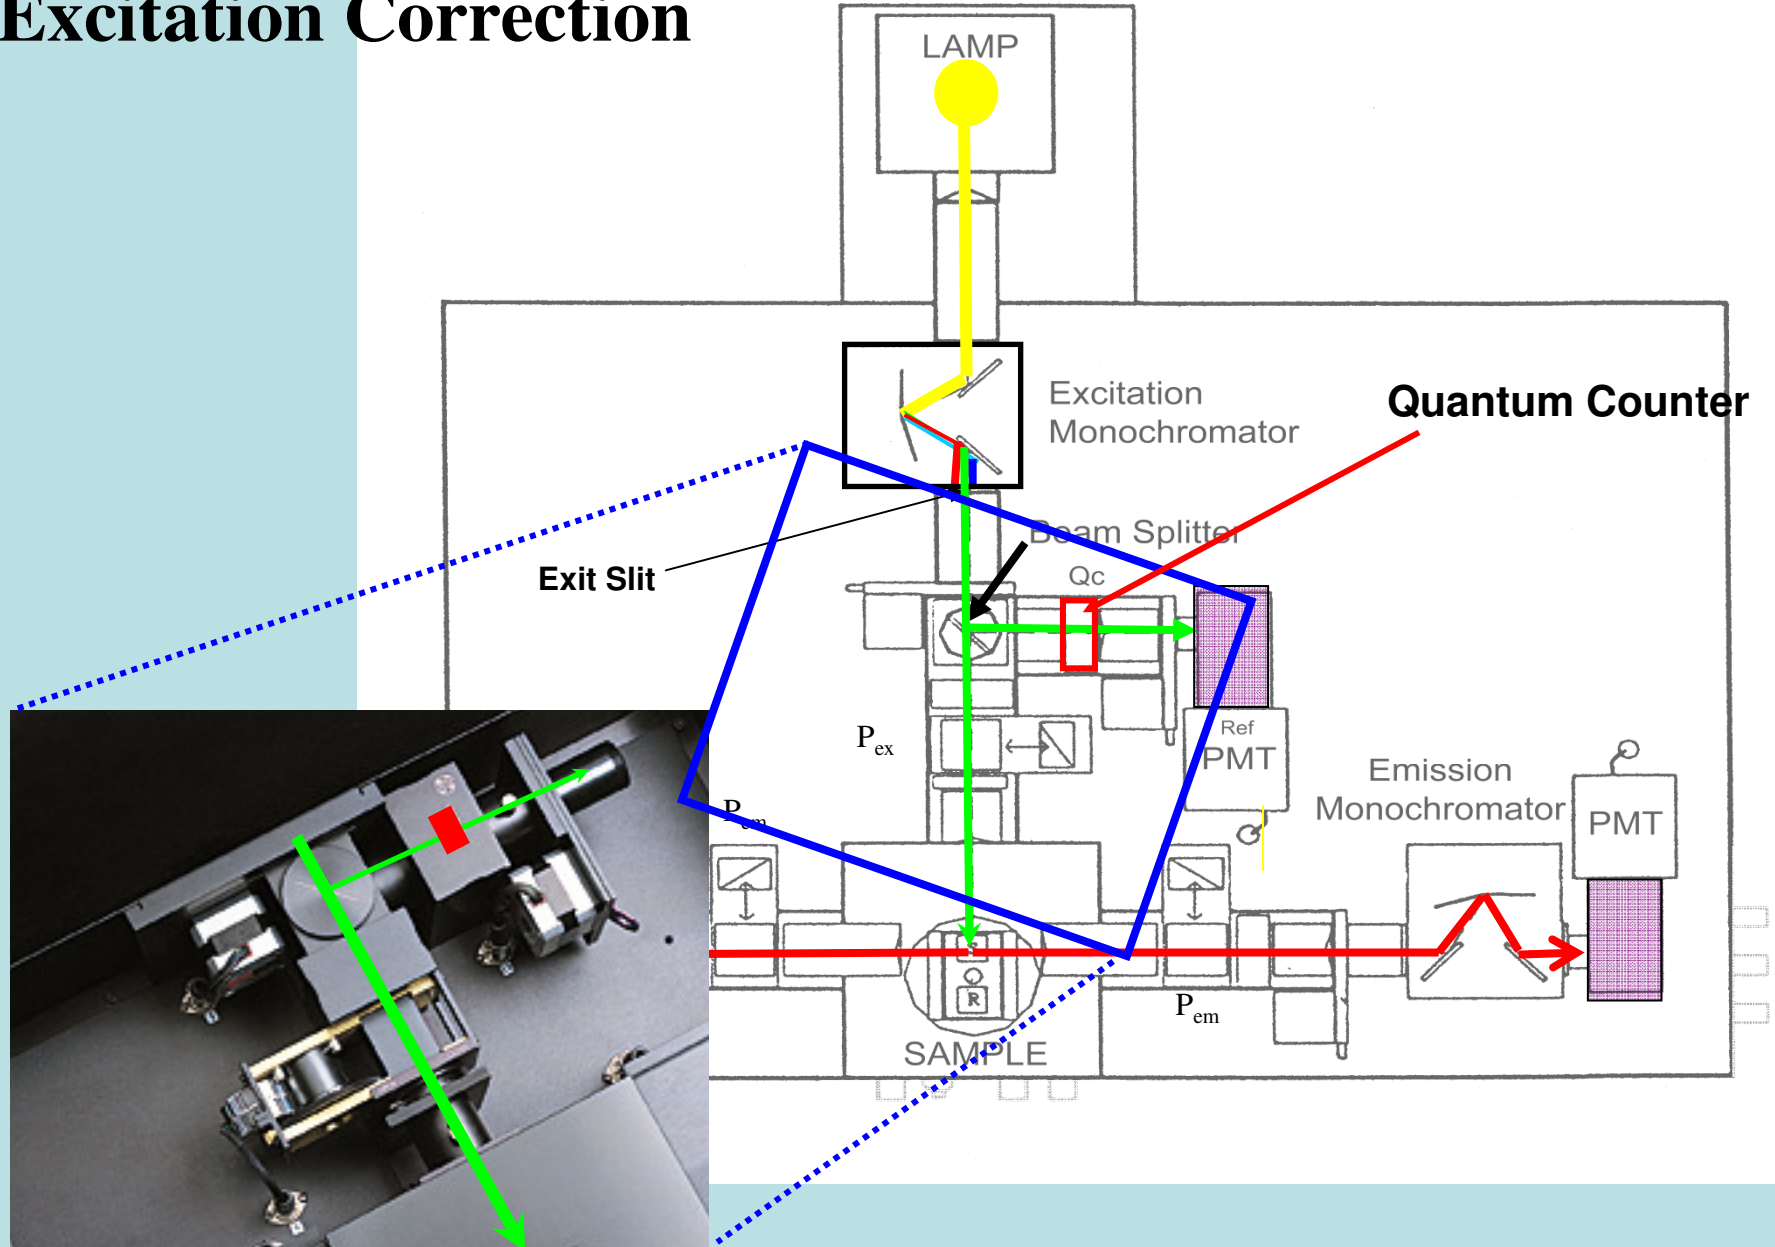 Excitation Correction
LAMP
Excitation
Monochromator
Quantum Counter
Beam Splitter
Exit Slit
Qc
Ref
PMT
Pex
Emission
Monochromator
PMT
Pem
R
Pem
SAMPLE